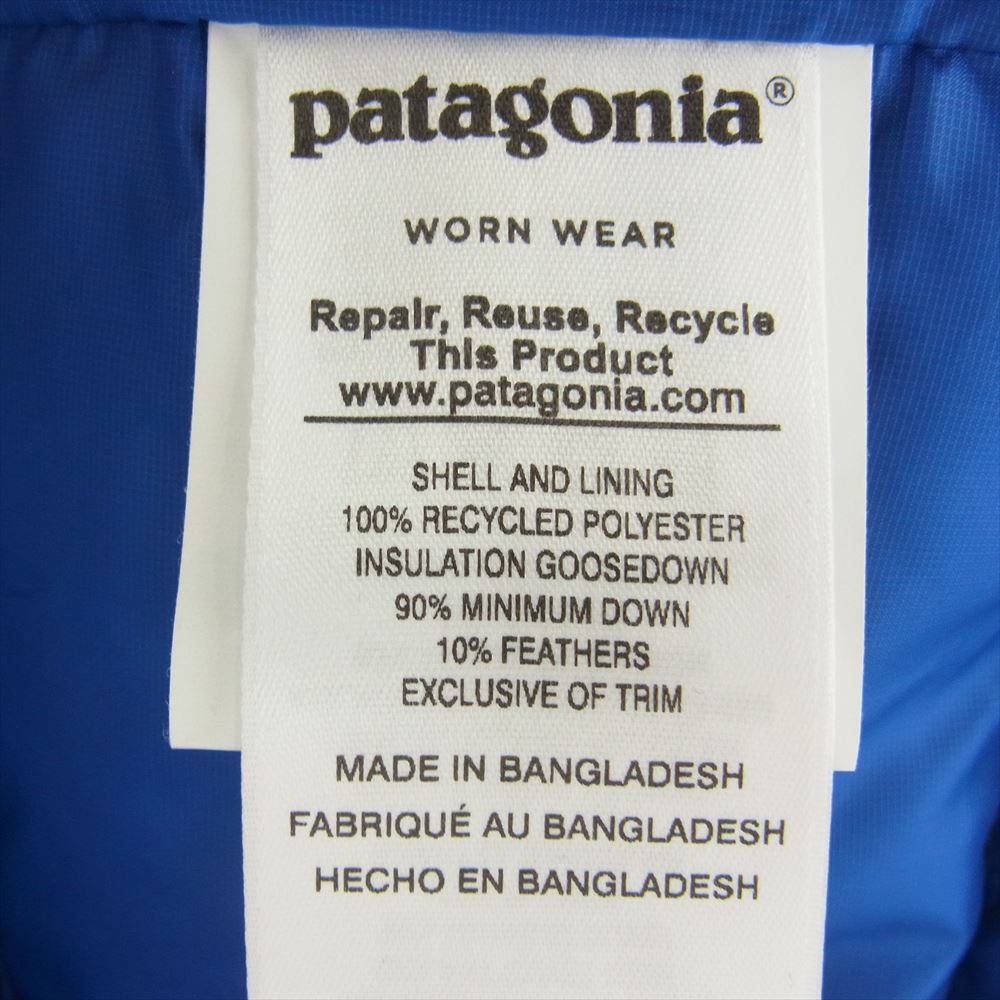 patagonia®
WORN WEAR
Repair, Reuse, Recycle
This Product
www.patagonia.com
SHELL AND LINING
100% RECYCLED POLYESTER
INSULATION GOOSEDOWN
90% MINIMUM DOWN
10% FEATHERS
EXCLUSIVE OF TRIM
MADE IN BANGLADESH
FABRIQUÉ AU BANGLADESH
HECHO EN BANGLADESH